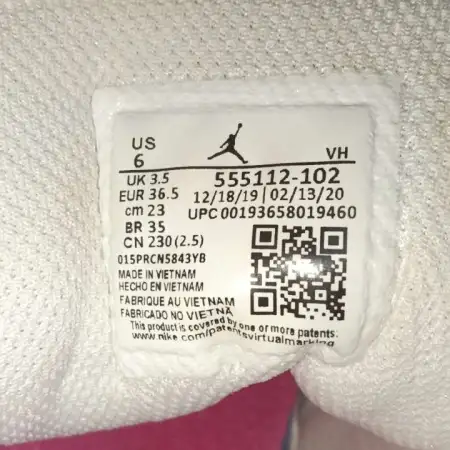 US
6
VH
UK 3.5
555112-102
EUR 36.5
12/18/19 | 02/13/20
cm 23
UPC 00193658019460
BR 35
CN 230 (2.5)
015PRCN5843YB
MADE IN VIETNAM
HECHO EN VIETNAM
FABRIQUE AU VIETNAM
FABRICADO NO VIETNÃ
This product is covered by one or more patents:
www.nike.com/patentsvirtualmarking